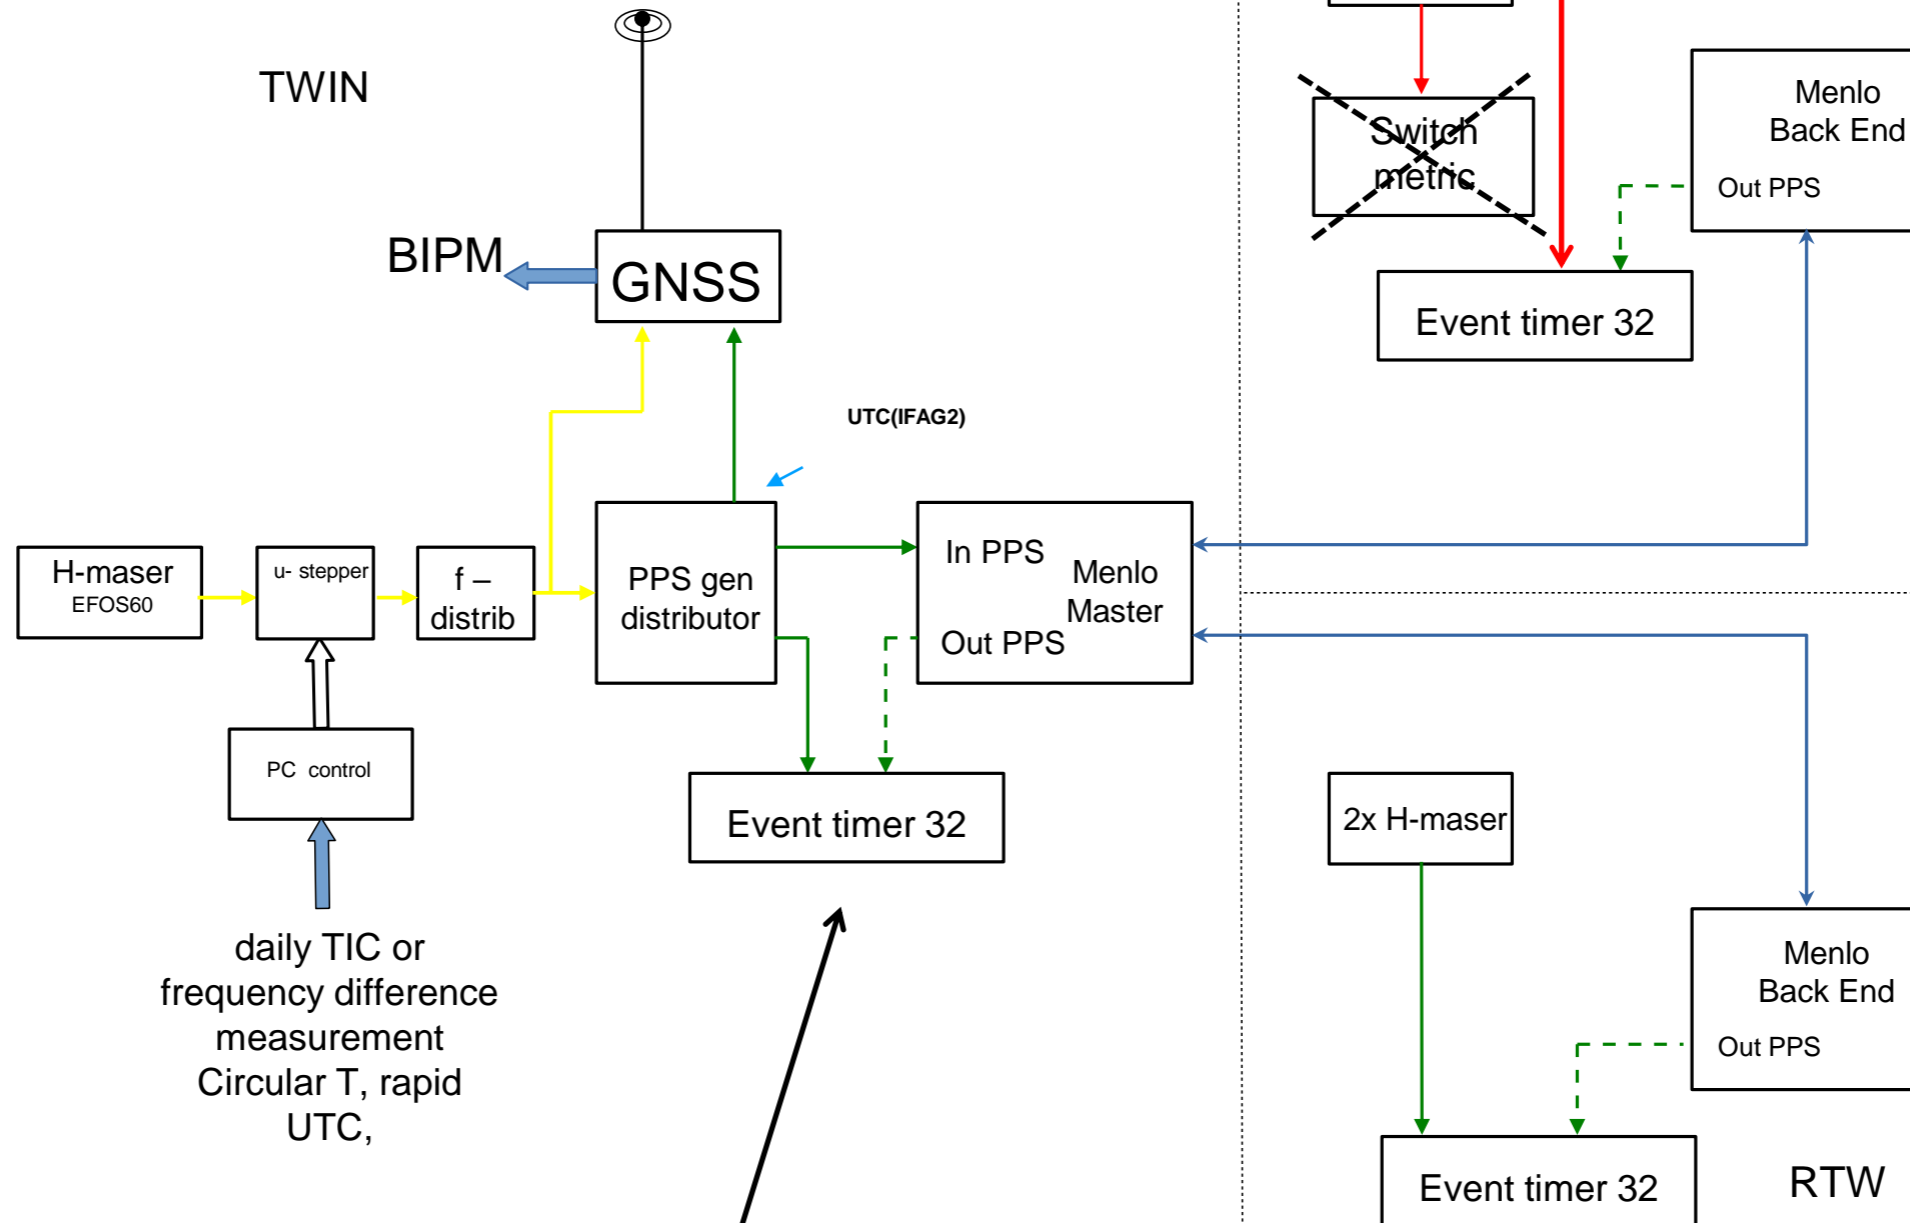 TWIN
BIPM
GNSS
UTC(IFAG2)
H-maser
EFOS60
u- stepper
f –
distrib
PPS gen
distributor
In PPS
Menlo
Master
Out PPS
PC  control
Event timer 32
daily TIC or
frequency difference
measurement
Circular T, rapid
UTC,
Switch
metric
Menlo
Back End
Out PPS
Event timer 32
2x H-maser
Menlo
Back End
Out PPS
Event timer 32
RTW